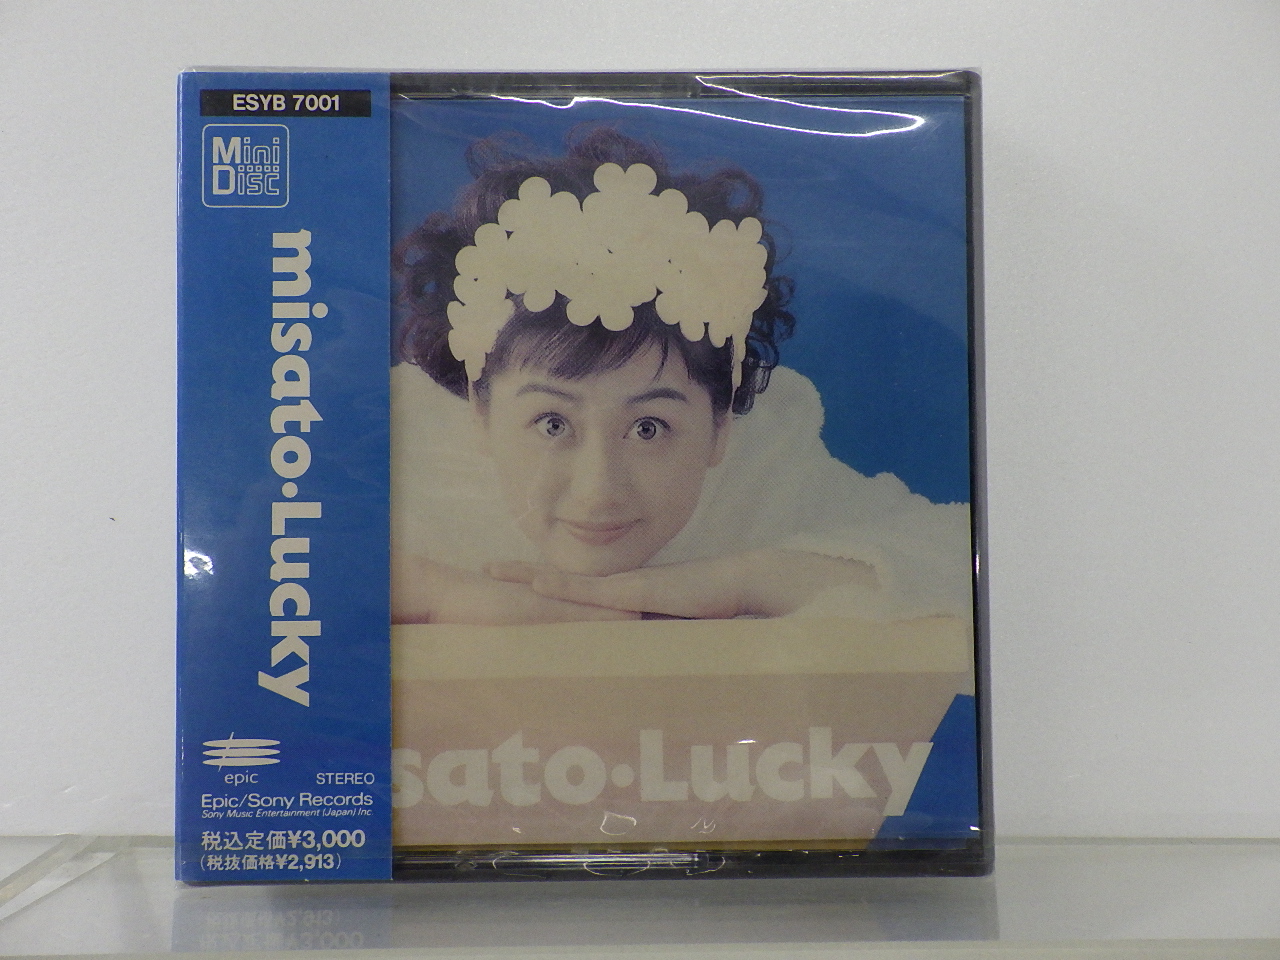 ESYB 7001
Mini
Disc
misato·Lucky
epic
STEREO
Epic/Sony Records
Sony Music Entertainment (Japan) Inc.
税込定価¥3,000
(税抜価格¥2,913)
sato·Lucky